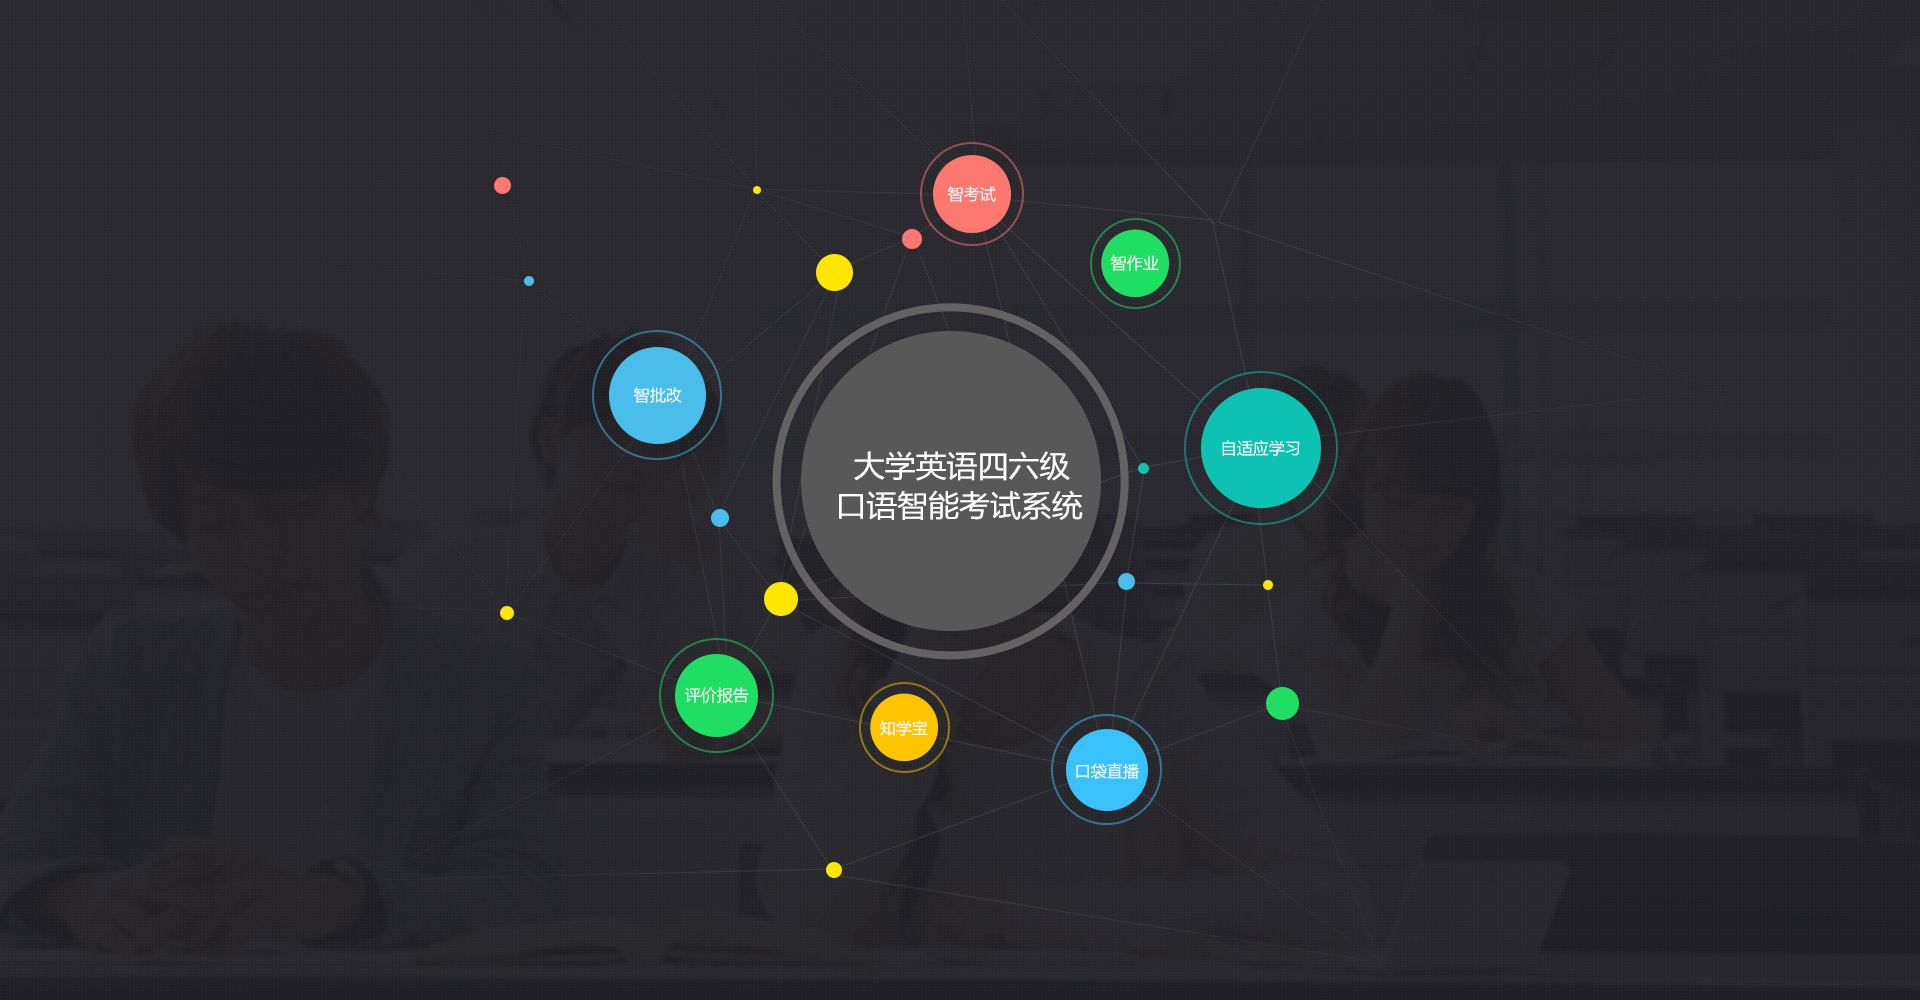 智考试
智作业
智批改
自适应学习
大学英语四六级
口语智能考试系统
评价报告
知学宝
口袋直播